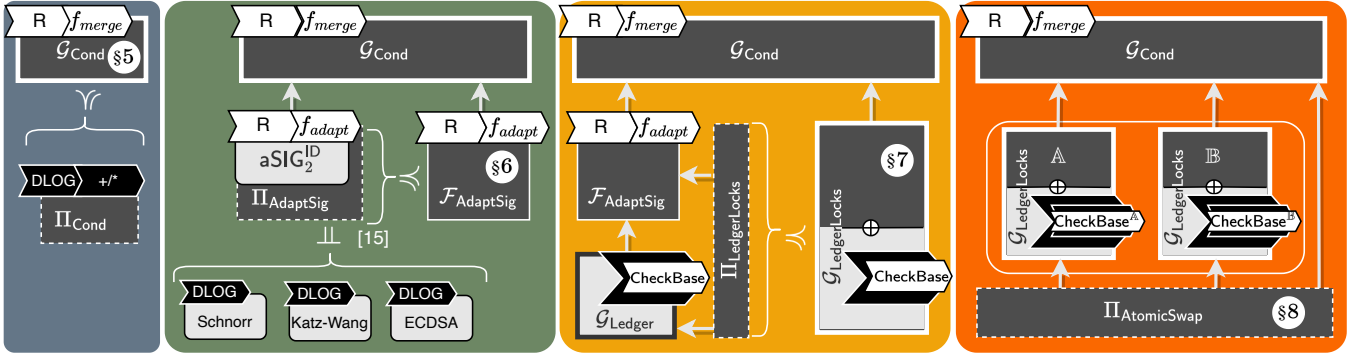 R f_merge
𝒢_Cond §5
DLOG +/*
Π_Cond
R f_merge
𝒢_Cond
R f_adapt
aSIG_2^ID
Π_AdaptSig
R f_adapt
§6
ℱ_AdaptSig
[15]
DLOG
Schnorr
DLOG
Katz-Wang
DLOG
ECDSA
R f_merge
𝒢_Cond
R f_adapt
ℱ_AdaptSig
CheckBase
𝒢_Ledger
Π_LedgerLocks
§7
⊕
𝒢_LedgerLocks
CheckBase
R f_merge
𝒢_Cond
𝔸
⊕
𝒢_LedgerLocks
CheckBase^𝔸
𝔹
⊕
𝒢_LedgerLocks
CheckBase^𝔹
Π_AtomicSwap §8